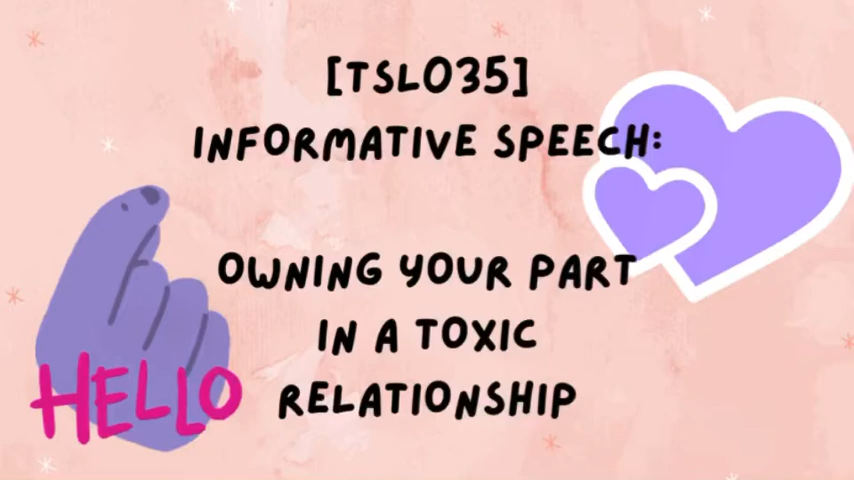 [TSL035]
INFORMATIVE SPEECH:
OWNING YOUR PART
IN A TOXIC
RELATIONSHIP
HELLO